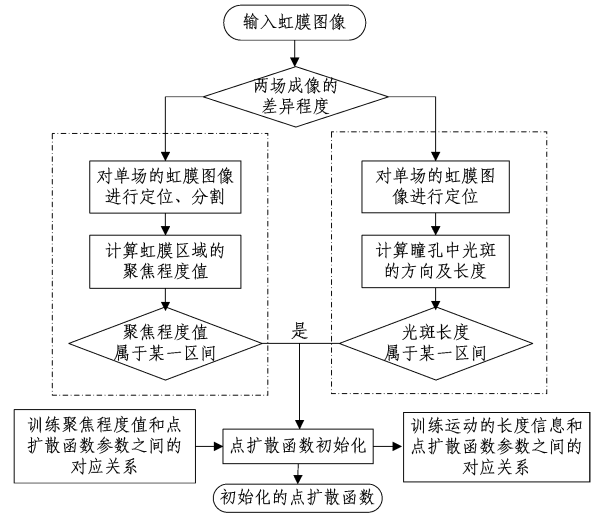 输入虹膜图像
两场成像的
差异程度
对单场的虹膜图像
进行定位、分割
计算虹膜区域的
聚焦程度值
聚焦程度值
属于某一区间
对单场的虹膜图
像进行定位
计算瞳孔中光斑
的方向及长度
光斑长度
属于某一区间
是
训练聚焦程度值和点
扩散函数参数之间的
对应关系
点扩散函数初始化
训练运动的长度信息和
点扩散函数参数之间的
对应关系
初始化的点扩散函数